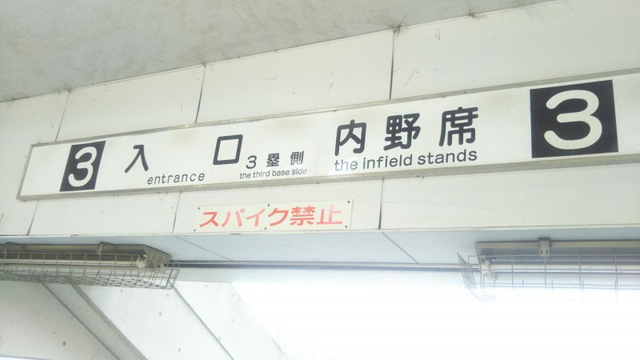 3 入口 3塁側 内野席 3
entrance the third base side the infield stands
スパイク禁止